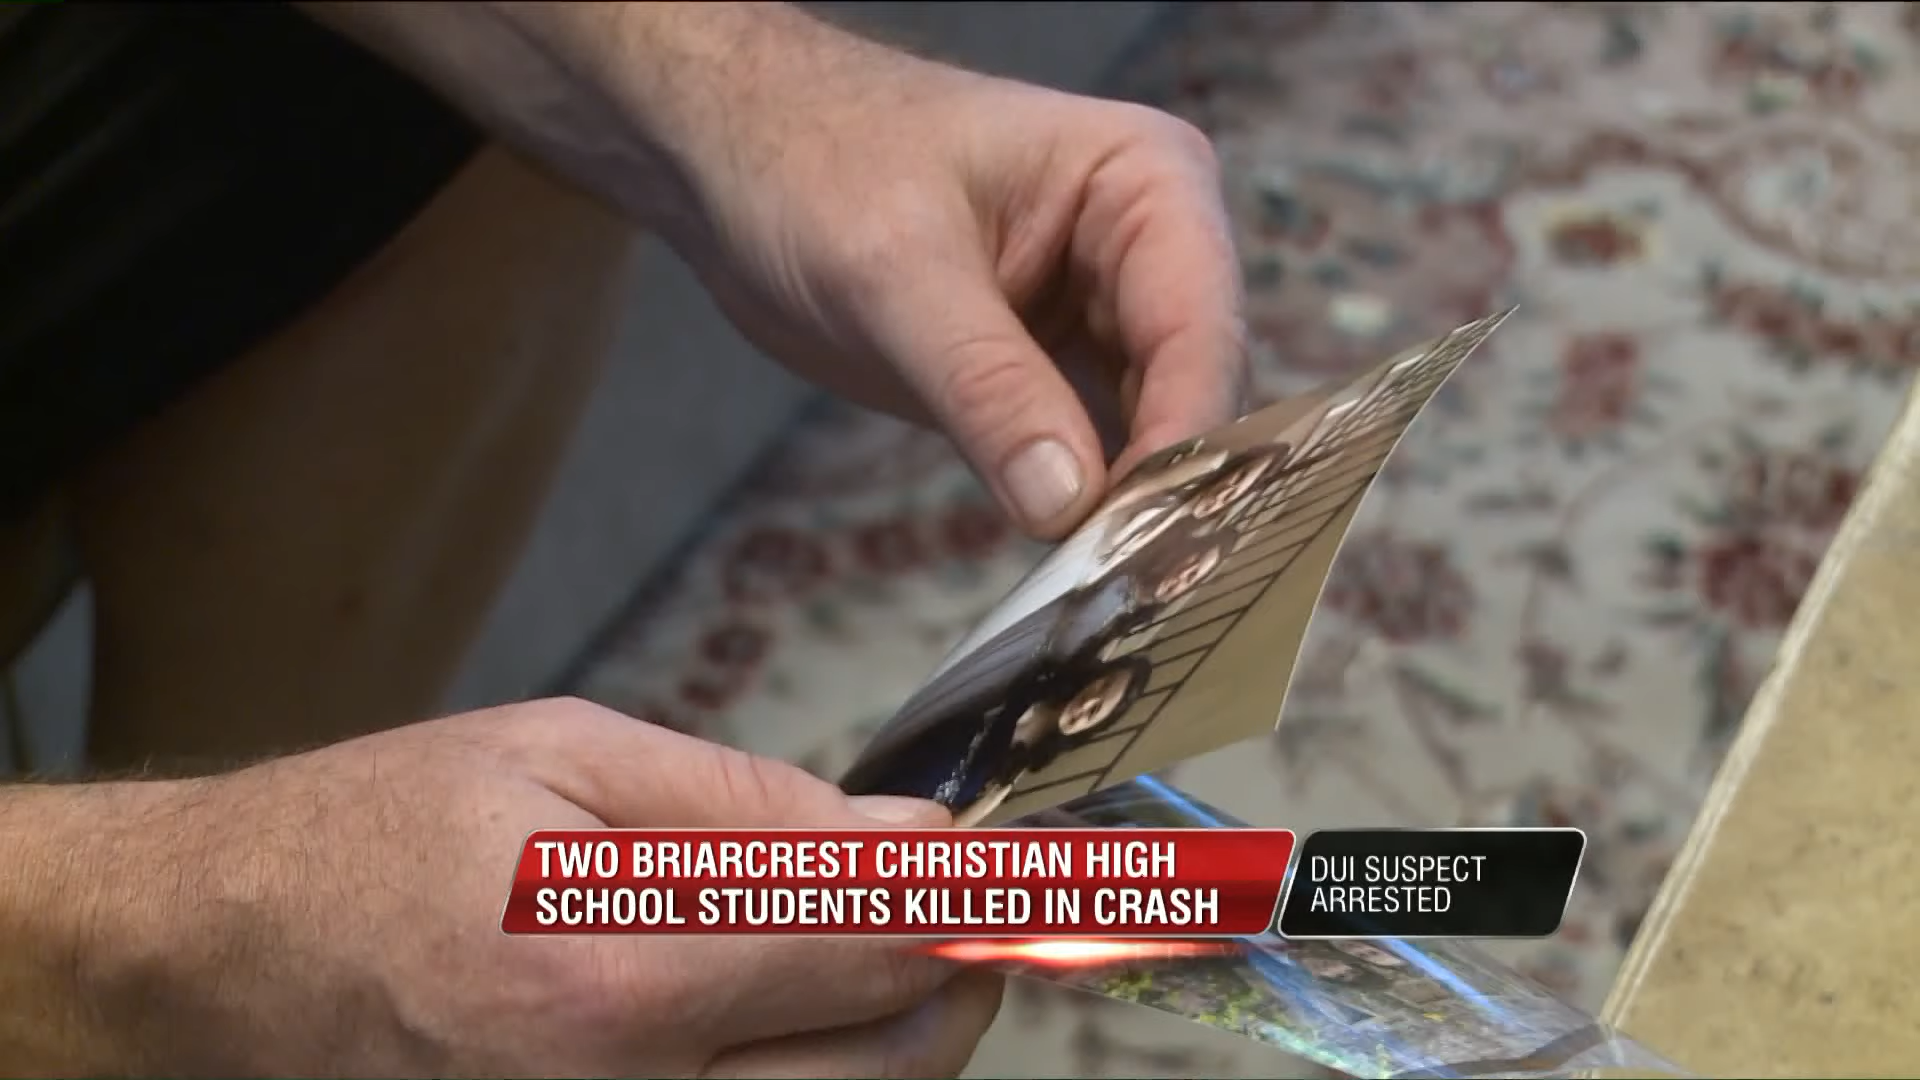 TWO BRIARCREST CHRISTIAN HIGH
SCHOOL STUDENTS KILLED IN CRASH
DUI SUSPECT
ARRESTED